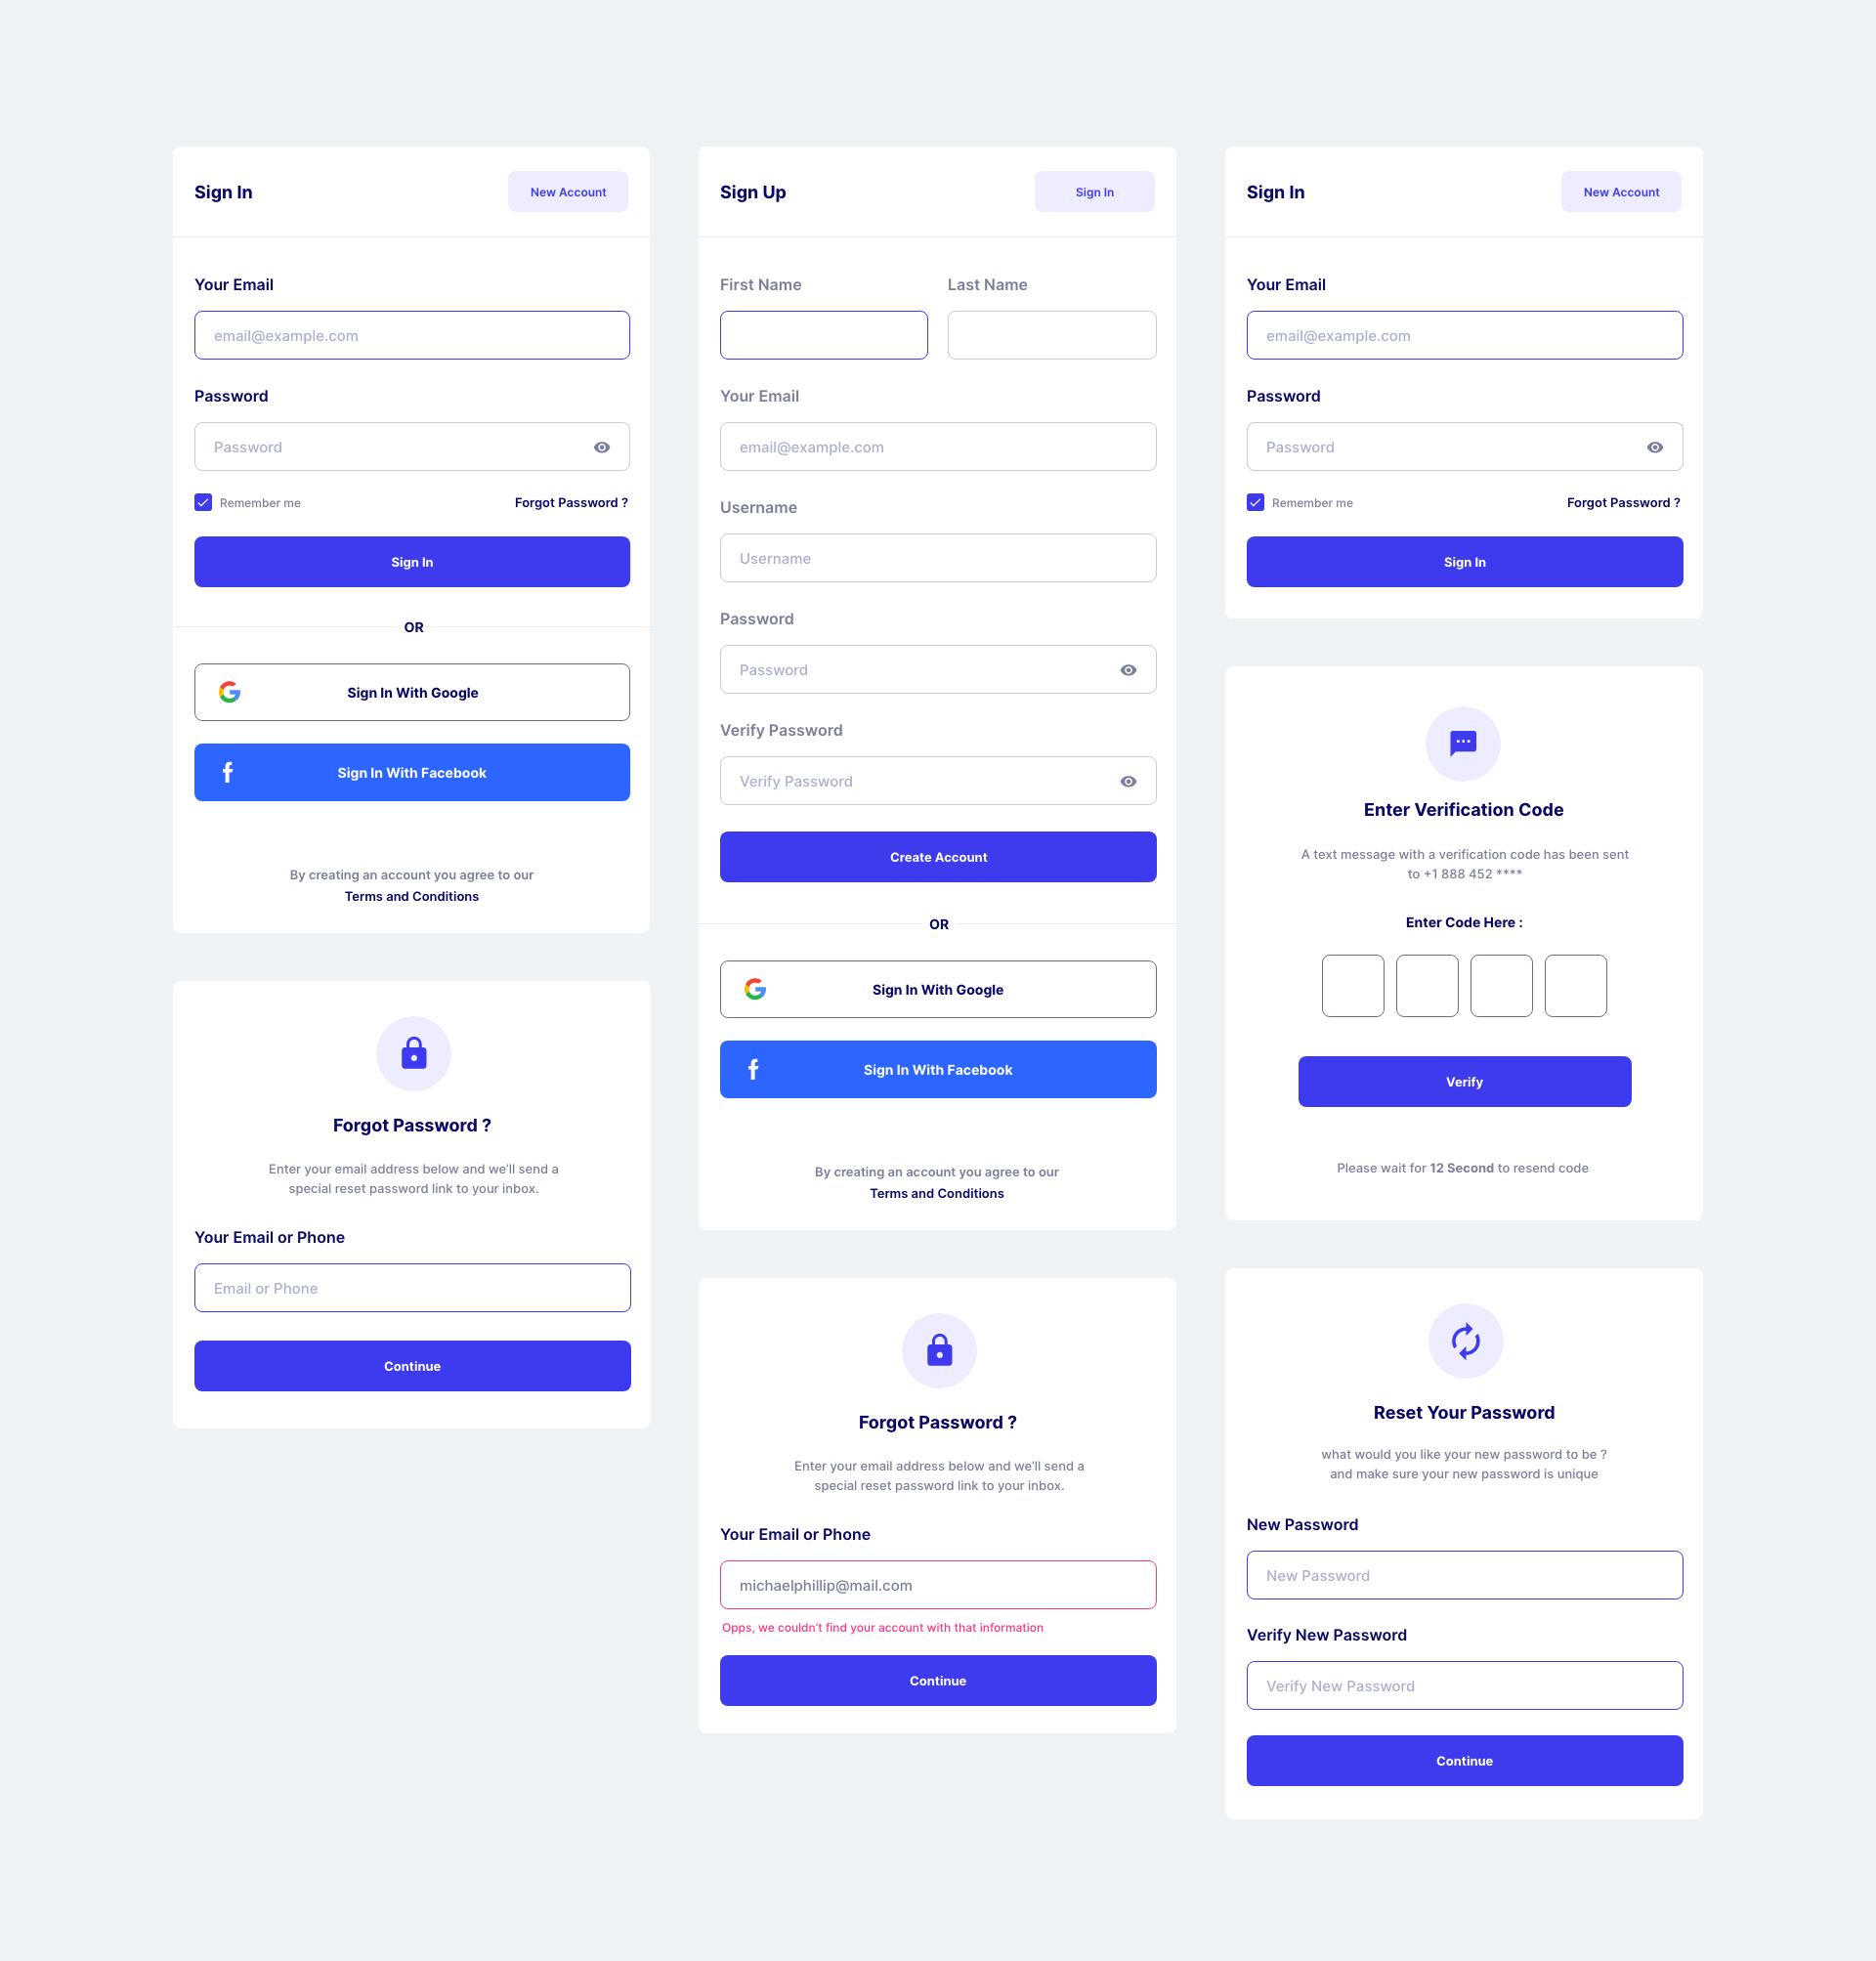 Sign In
New Account
Your Email
email@example.com
Password
Password
Remember me
Forgot Password ?
Sign In
OR
Sign In With Google
Sign In With Facebook
By creating an account you agree to our
Terms and Conditions
Forgot Password ?
Enter your email address below and we'll send a
special reset password link to your inbox.
Your Email or Phone
Email or Phone
Continue
Sign Up
Sign In
First Name
Last Name
Your Email
email@example.com
Username
Username
Password
Password
Verify Password
Verify Password
Create Account
OR
Sign In With Google
Sign In With Facebook
By creating an account you agree to our
Terms and Conditions
Forgot Password ?
Enter your email address below and we'll send a
special reset password link to your inbox.
Your Email or Phone
michaelphillip@mail.com
Opps, we couldn't find your account with that information
Continue
Sign In
New Account
Your Email
email@example.com
Password
Password
Remember me
Forgot Password ?
Sign In
Enter Verification Code
A text message with a verification code has been sent
to +1 888 452 ****
Enter Code Here :
Verify
Please wait for 12 Second to resend code
Reset Your Password
what would you like your new password to be ?
and make sure your new password is unique
New Password
New Password
Verify New Password
Verify New Password
Continue